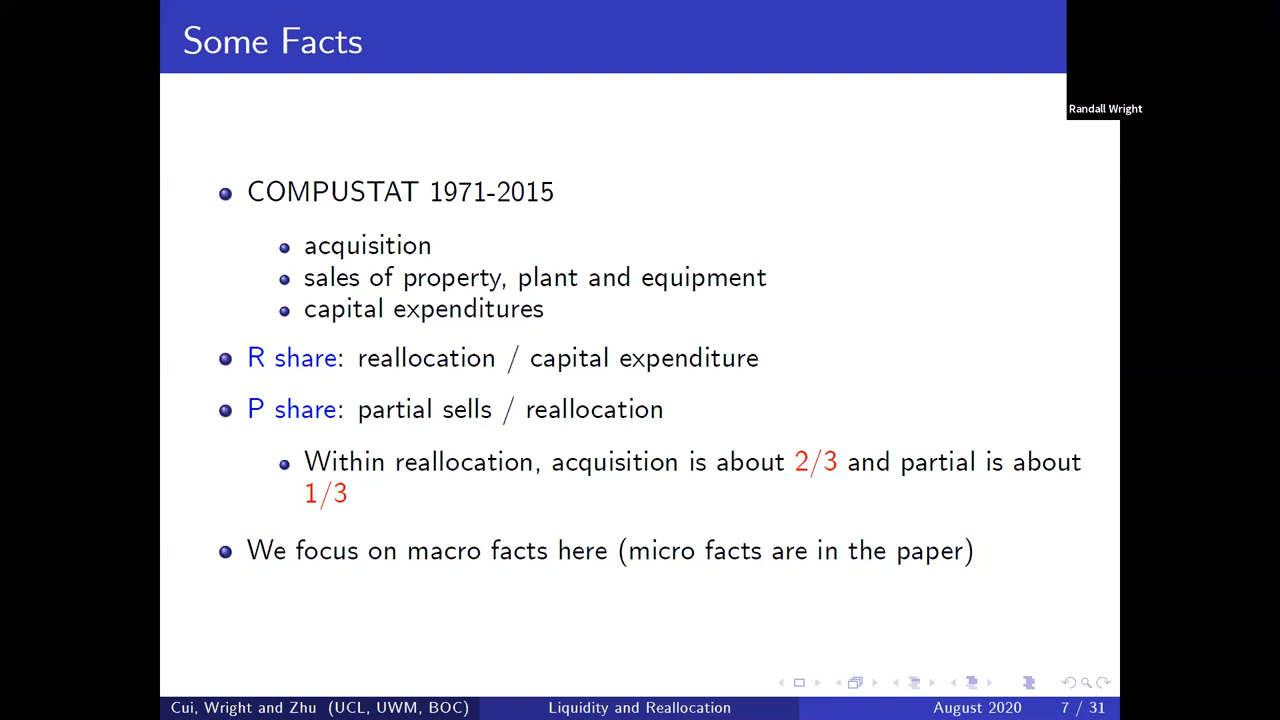 Some Facts
Randall Wright
COMPUSTAT 1971-2015
acquisition
sales of property, plant and equipment
capital expenditures
R share: reallocation / capital expenditure
P share: partial sells / reallocation
Within reallocation, acquisition is about 2/3 and partial is about
1/3
We focus on macro facts here (micro facts are in the paper)
Cui, Wright and Zhu (UCL, UWM, BOC) Liquidity and Reallocation August 2020 7 / 31